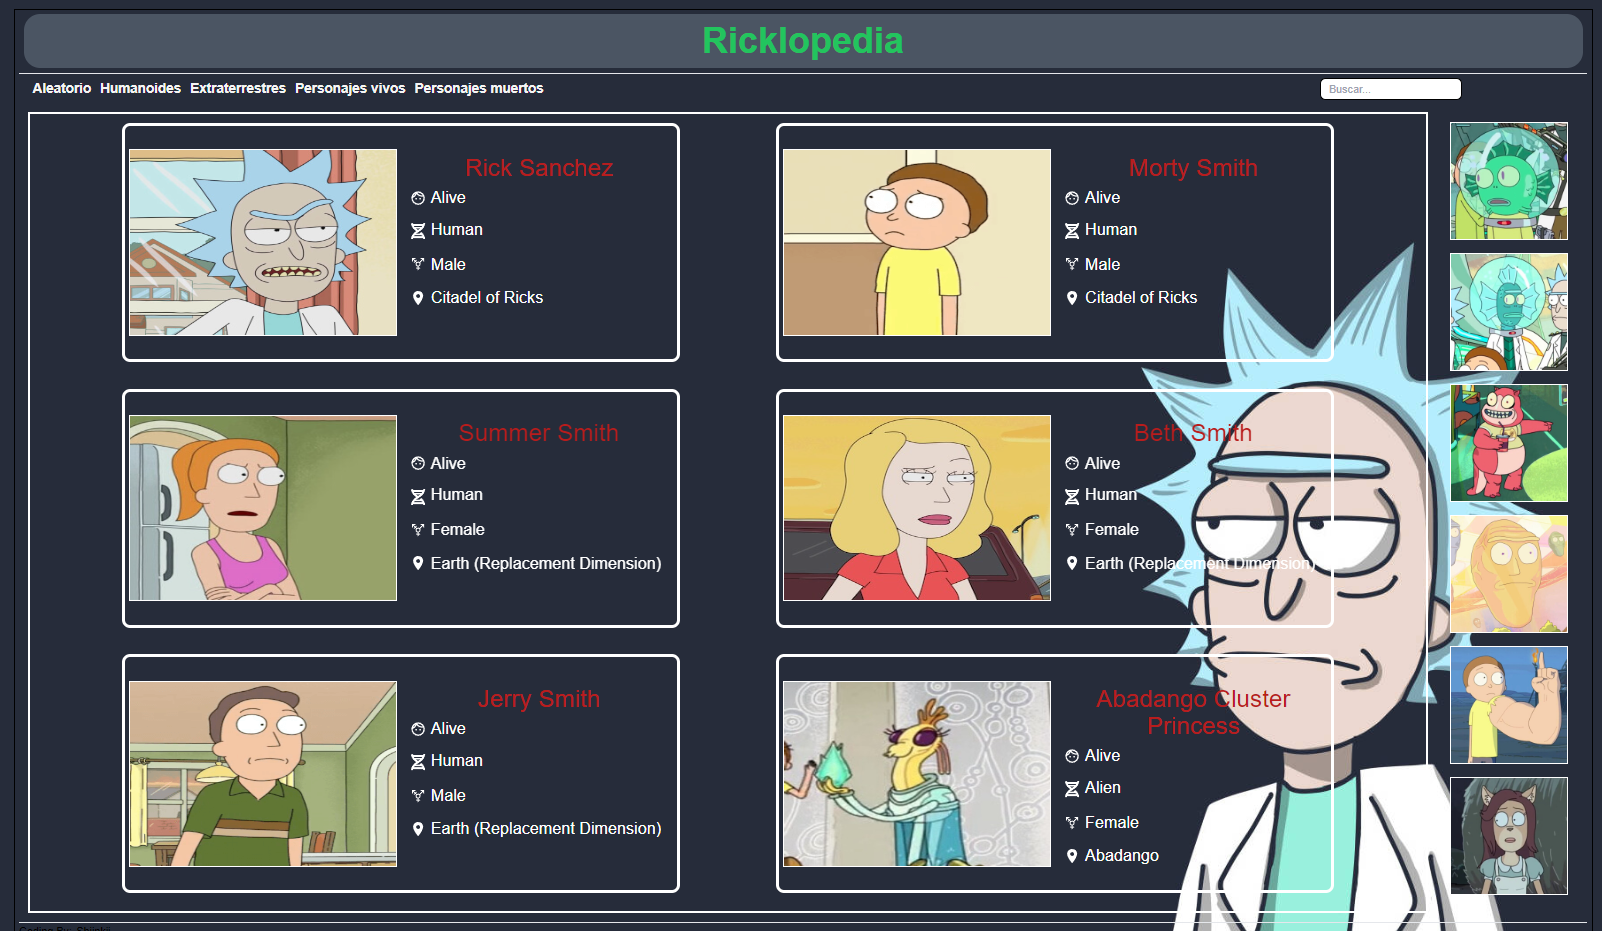 Ricklopedia
Aleatorio Humanoides Extraterrestres Personajes vivos Personajes muertos
Buscar...
Rick Sanchez
Alive
Human
Male
Citadel of Ricks
Morty Smith
Alive
Human
Male
Citadel of Ricks
Summer Smith
Alive
Human
Female
Earth (Replacement Dimension)
Beth Smith
Alive
Human
Female
Earth (Replacement Dimension)
Jerry Smith
Alive
Human
Male
Earth (Replacement Dimension)
Abadango Cluster
Princess
Alive
Alien
Female
Abadango